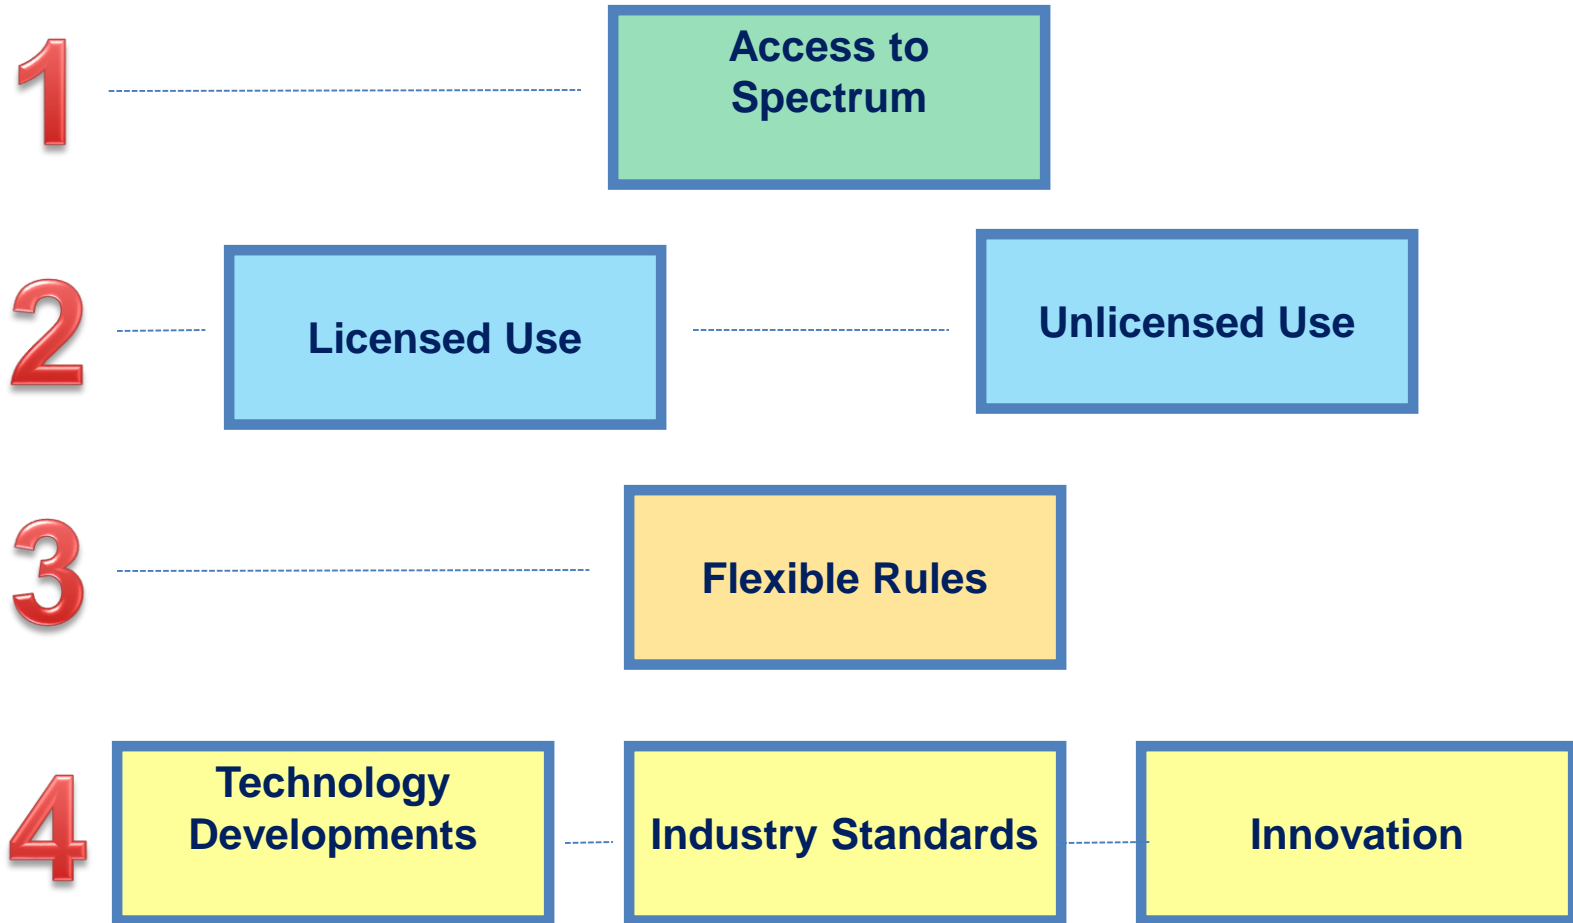 1
Access to
Spectrum
2
Licensed Use
Unlicensed Use
3
Flexible Rules
4
Technology
Developments
Industry Standards
Innovation